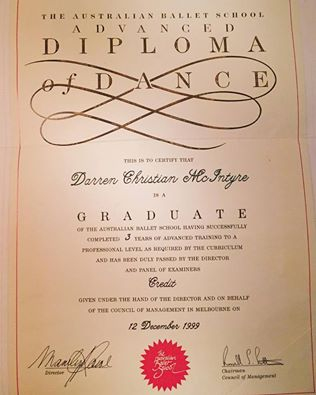 THE AUSTRALIAN BALLET SCHOOL
ADVANCED
DIPLOMA
of DANCE
THIS IS TO CERTIFY THAT
Darren Christian McIntyre
IS A
GRADUATE
OF THE AUSTRALIAN BALLET SCHOOL HAVING SUCCESSFULLY
COMPLETED 3 YEARS OF ADVANCED TRAINING TO A
PROFESSIONAL LEVEL AS REQUIRED BY THE CURRICULUM
AND HAS BEEN DULY PASSED BY THE DIRECTOR
AND PANEL OF EXAMINERS
Credit
GIVEN UNDER THE HAND OF THE DIRECTOR AND ON BEHALF
OF THE COUNCIL OF MANAGEMENT IN MELBOURNE ON
12 December 1999
Director
The
Australian
Ballet
School
Chairman
Council of Management